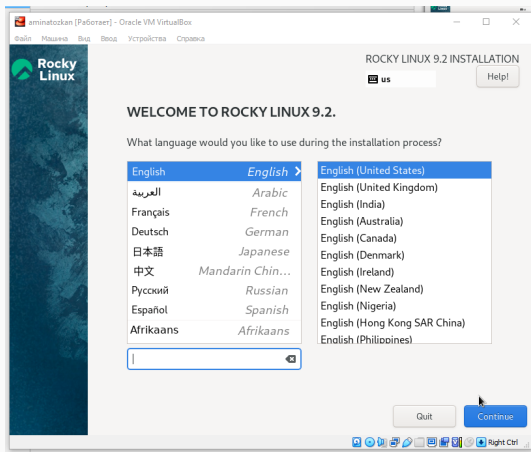 aminatozkan [Работает] - Oracle VM VirtualBox
Файл Машина Вид Ввод Устройства Справка
Rocky Linux
ROCKY LINUX 9.2 INSTALLATION
us
Help!
WELCOME TO ROCKY LINUX 9.2.
What language would you like to use during the installation process?
English English
العربية Arabic
Français French
Deutsch German
日本語 Japanese
中文 Mandarin Chin...
Русский Russian
Español Spanish
Afrikaans Afrikaans
English (United States)
English (United Kingdom)
English (India)
English (Australia)
English (Canada)
English (Denmark)
English (Ireland)
English (New Zealand)
English (Nigeria)
English (Hong Kong SAR China)
English (Philippines)
Quit
Continue
Right Ctrl